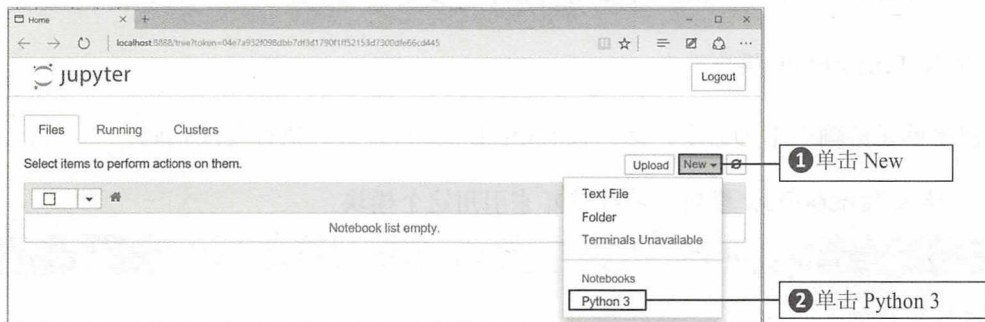 Home
localhost:8888/tree?token=04e7a932f098dbb7df3d1790f1ff52153d7300dfe66cd445
jupyter
Logout
Files Running Clusters
Select items to perform actions on them.
Upload New
❶单击 New
Text File
Folder
Terminals Unavailable
Notebook list empty.
Notebooks
Python 3
❷单击 Python 3